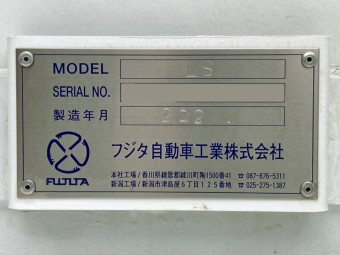 MODEL LS
SERIAL NO.
製造年月 202
FUJITA
フジタ自動車工業株式会社
本社工場/香川県綾歌郡綾川町陶1500番41 ☎087-876-5311
新潟工場/新潟市津島屋6丁目125番地 ☎025-275-1387